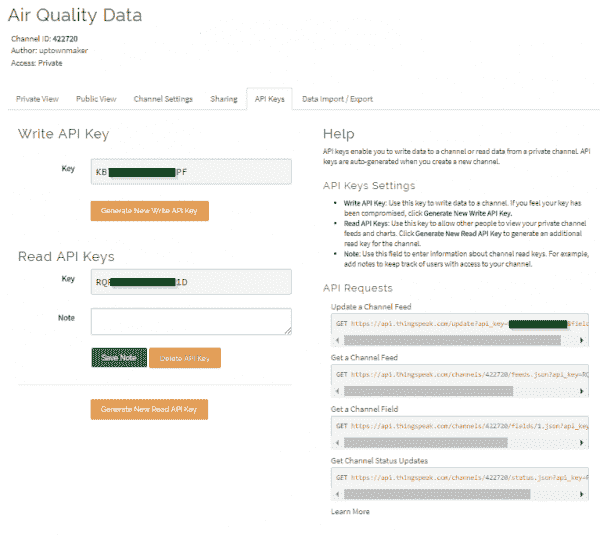 Air Quality Data
Channel ID: 422720
Author: uptownmaker
Access: Private
Private View
Public View
Channel Settings
Sharing
API Keys
Data Import / Export
Write API Key
Key
KB
PF
Generate New Write API Key
Read API Keys
Key
RQ
1D
Note
Save Note
Delete API Key
Generate New Read API Key
Help
API keys enable you to write data to a channel or read data from a private channel. API
keys are auto-generated when you create a new channel.
API Keys Settings
• Write API Key: Use this key to write data to a channel. If you feel your key has
been compromised, click Generate New Write API Key.
• Read API Keys: Use this key to allow other people to view your private channel
feeds and charts. Click Generate New Read API Key to generate an additional
read key for the channel.
• Note: Use this field to enter information about channel read keys. For example,
add notes to keep track of users with access to your channel.
API Requests
Update a Channel Feed
GET https://api.thingspeak.com/update?api_key= &fiel
Get a Channel Feed
GET https://api.thingspeak.com/channels/422720/feeds.json?api_key=RQ
Get a Channel Field
GET https://api.thingspeak.com/channels/422720/fields/1.json?api_key
Get Channel Status Updates
GET https://api.thingspeak.com/channels/422720/status.json?api_key=
Learn More